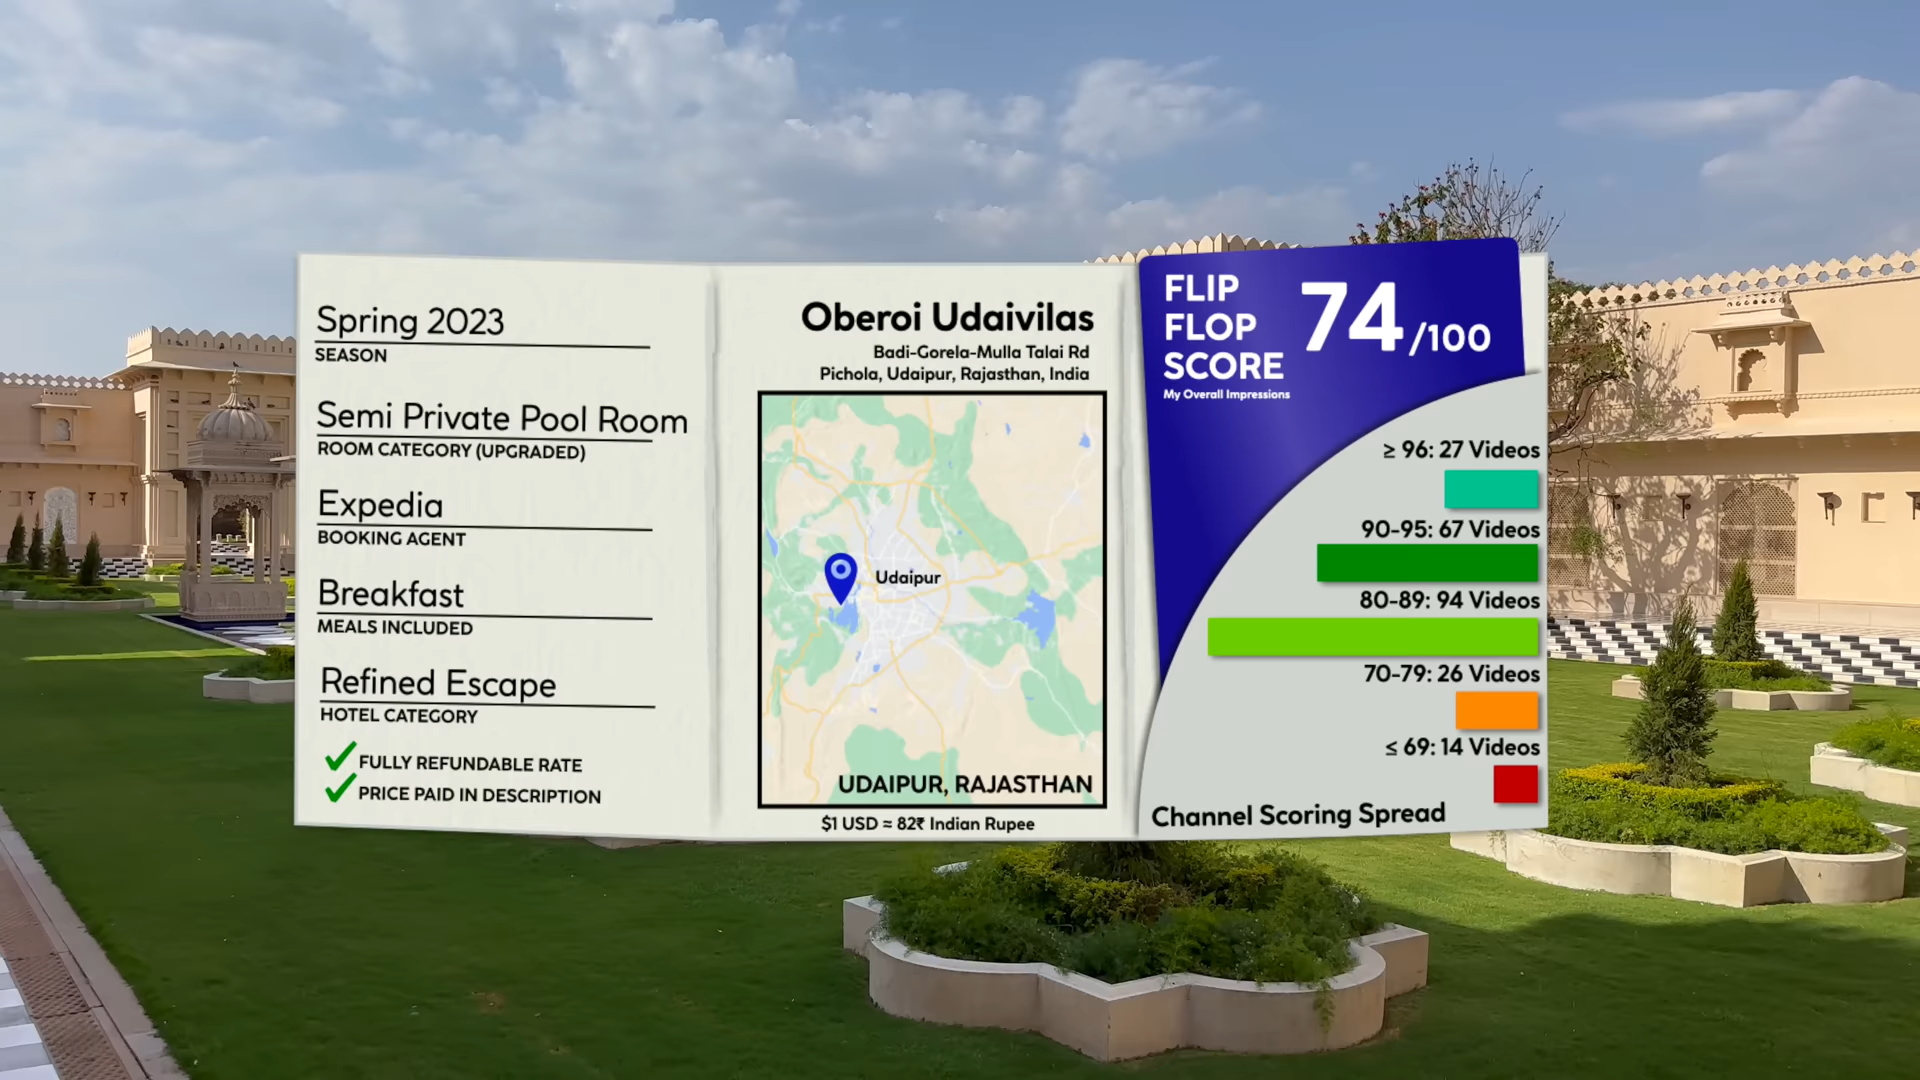 Spring 2023
SEASON
Semi Private Pool Room
ROOM CATEGORY (UPGRADED)
Expedia
BOOKING AGENT
Breakfast
MEALS INCLUDED
Refined Escape
HOTEL CATEGORY
FULLY REFUNDABLE RATE
PRICE PAID IN DESCRIPTION
Oberoi Udaivilas
Badi-Gorela-Mulla Talai Rd
Pichola, Udaipur, Rajasthan, India
Udaipur
UDAIPUR, RAJASTHAN
$1 USD ≈ 82₹ Indian Rupee
FLIP
FLOP
SCORE
74/100
My Overall Impressions
≥ 96: 27 Videos
90-95: 67 Videos
80-89: 94 Videos
70-79: 26 Videos
≤ 69: 14 Videos
Channel Scoring Spread